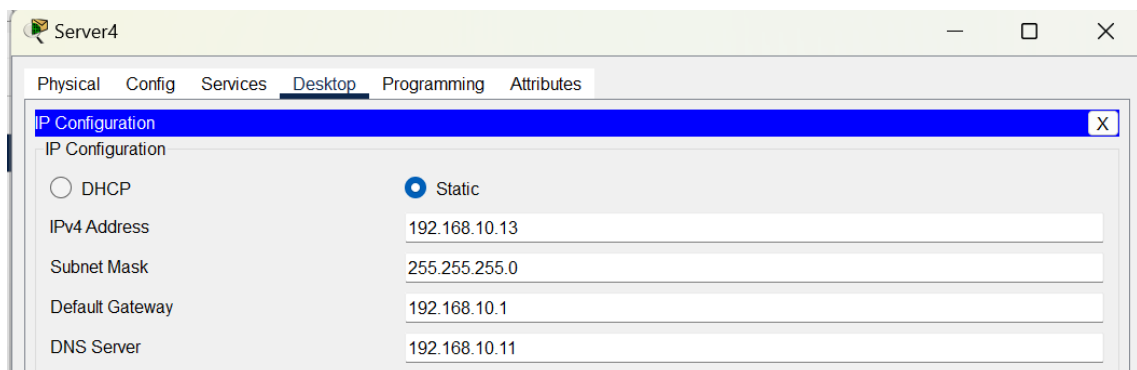 Server4
Physical Config Services Desktop Programming Attributes
IP Configuration X
IP Configuration
DHCP Static
IPv4 Address 192.168.10.13
Subnet Mask 255.255.255.0
Default Gateway 192.168.10.1
DNS Server 192.168.10.11